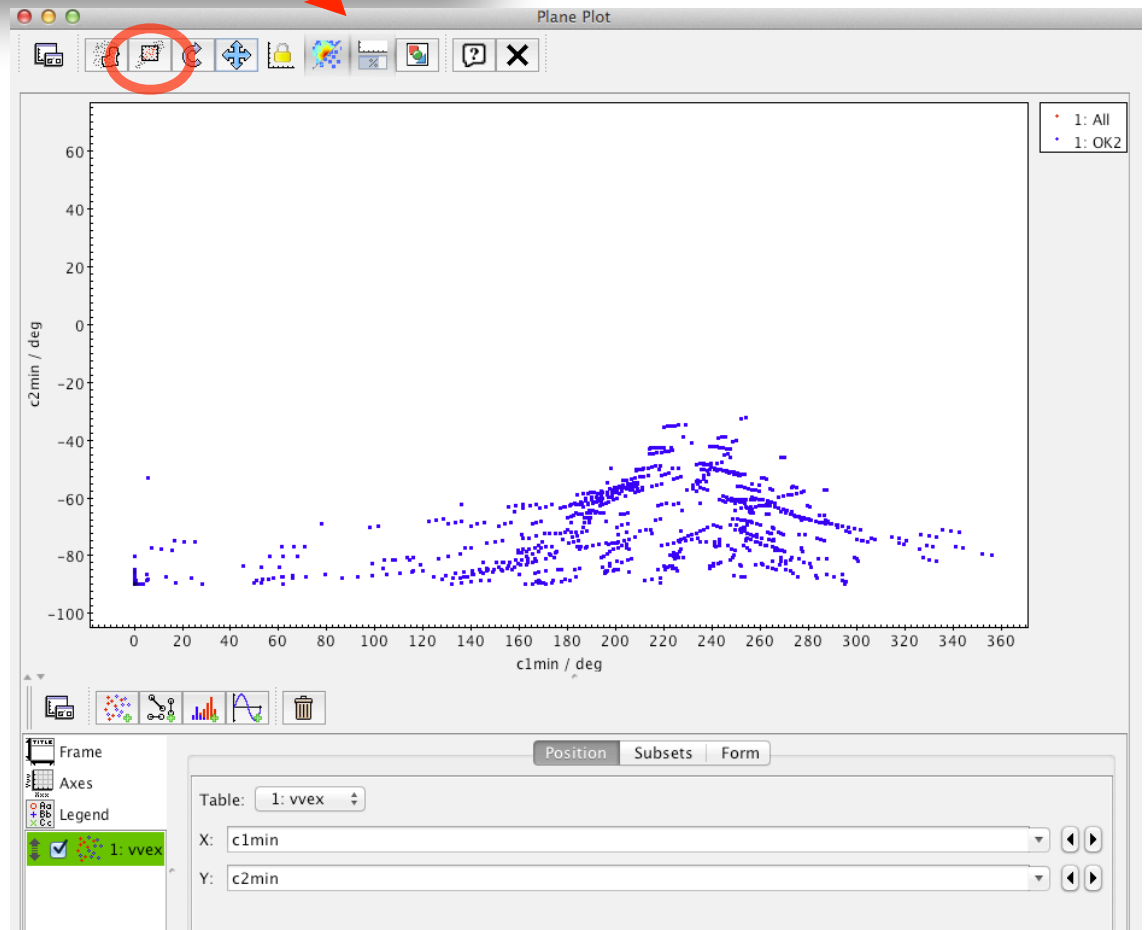 Plane Plot
1: All
1: OK2
60
40
20
0
-20
-40
-60
-80
-100
c2min / deg
0 20 40 60 80 100 120 140 160 180 200 220 240 260 280 300 320 340 360
c1min / deg
Frame
Axes
Legend
1: vvex
Position Subsets Form
Table: 1: vvex
X: c1min
Y: c2min